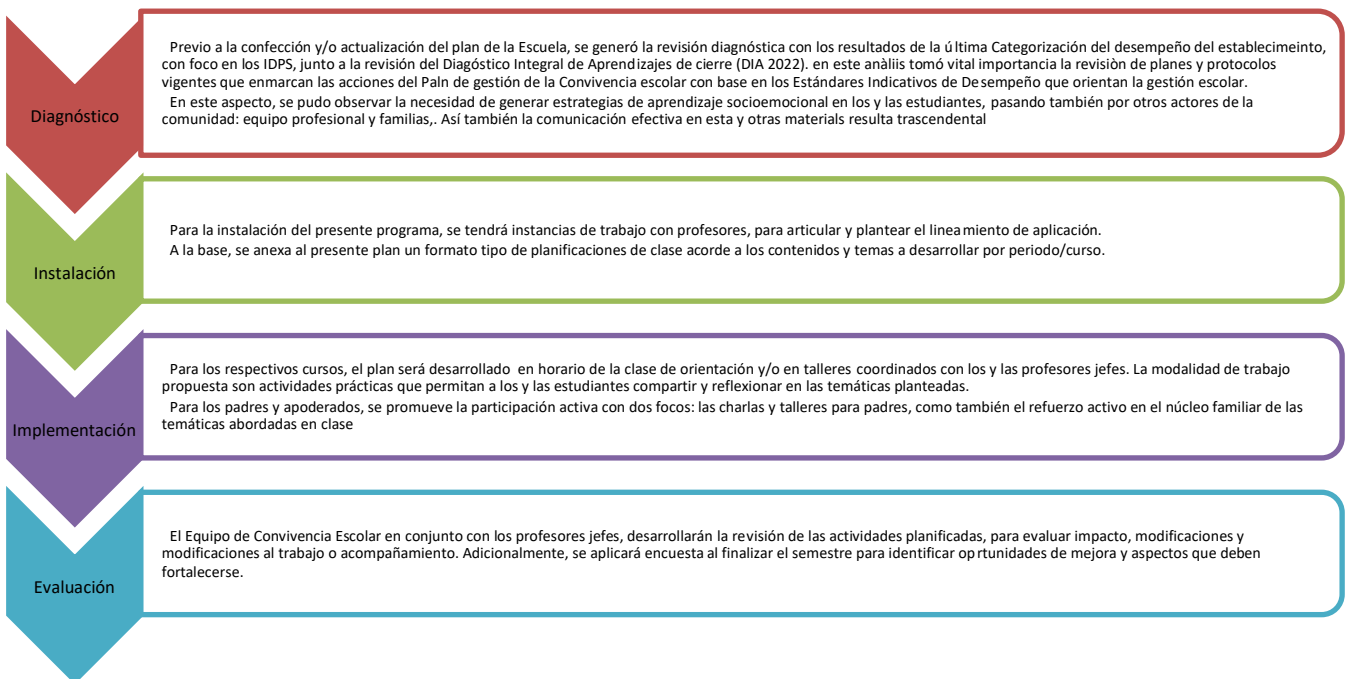 Diagnóstico
Previo a la confección y/o actualización del plan de la Escuela, se generó la revisión diagnóstica con los resultados de la última Categorización del desempeño del establecimeinto,
con foco en los IDPS, junto a la revisión del Diagóstico Integral de Aprendizajes de cierre (DIA 2022). en este anàliis tomó vital importancia la revisiòn de planes y protocolos
vigentes que enmarcan las acciones del Paln de gestión de la Convivencia escolar con base en los Estándares Indicativos de Desempeño que orientan la gestión escolar.
En este aspecto, se pudo observar la necesidad de generar estrategias de aprendizaje socioemocional en los y las estudiantes, pasando también por otros actores de la
comunidad: equipo profesional y familias,. Así también la comunicación efectiva en esta y otras materials resulta trascendental
Instalación
Para la instalación del presente programa, se tendrá instancias de trabajo con profesores, para articular y plantear el lineamiento de aplicación.
A la base, se anexa al presente plan un formato tipo de planificaciones de clase acorde a los contenidos y temas a desarrollar por periodo/curso.
Implementación
Para los respectivos cursos, el plan será desarrollado en horario de la clase de orientación y/o en talleres coordinados con los y las profesores jefes. La modalidad de trabajo
propuesta son actividades prácticas que permitan a los y las estudiantes compartir y reflexionar en las temáticas planteadas.
Para los padres y apoderados, se promueve la participación activa con dos focos: las charlas y talleres para padres, como también el refuerzo activo en el núcleo familiar de las
temáticas abordadas en clase
Evaluación
El Equipo de Convivencia Escolar en conjunto con los profesores jefes, desarrollarán la revisión de las actividades planificadas, para evaluar impacto, modificaciones y
modificaciones al trabajo o acompañamiento. Adicionalmente, se aplicará encuesta al finalizar el semestre para identificar oprtunidades de mejora y aspectos que deben
fortalecerse.